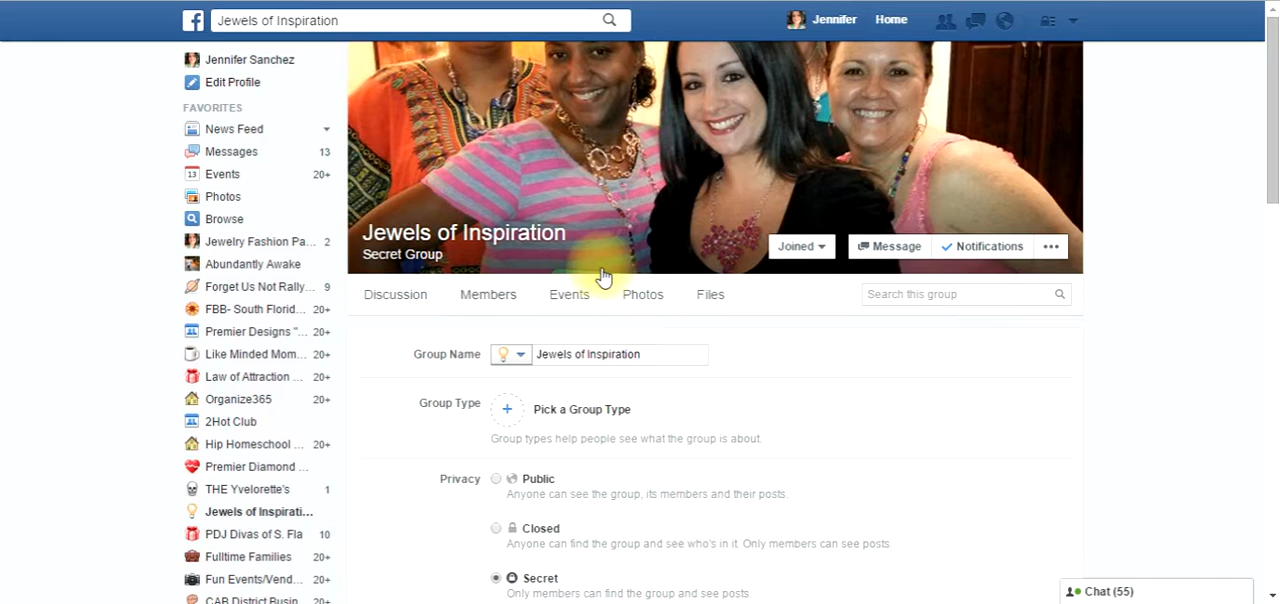 Jewels of Inspiration
Jennifer
Home
Jennifer Sanchez
Edit Profile
FAVORITES
News Feed
Messages 13
13 Events 20+
Photos
Browse
Jewelry Fashion Pa... 2
Abundantly Awake
Forget Us Not Rally... 9
FBB- South Florid... 20+
Premier Designs "... 20+
Like Minded Mom... 20+
Law of Attraction ... 20+
Organize365 20+
2Hot Club
Hip Homeschool ... 20+
Premier Diamond ...
THE Yvelorette's 1
Jewels of Inspirati...
PDJ Divas of S. Fla 10
Fulltime Families 20+
Fun Events/Vend... 20+
CAB District Busin... 20+
Jewels of Inspiration
Secret Group
Joined
Message
Notifications
Discussion Members Events Photos Files
Search this group
Group Name Jewels of Inspiration
Group Type + Pick a Group Type
Group types help people see what the group is about.
Privacy Public
Anyone can see the group, its members and their posts.
Closed
Anyone can find the group and see who's in it. Only members can see posts
Secret
Only members can find the group and see posts
Chat (55)